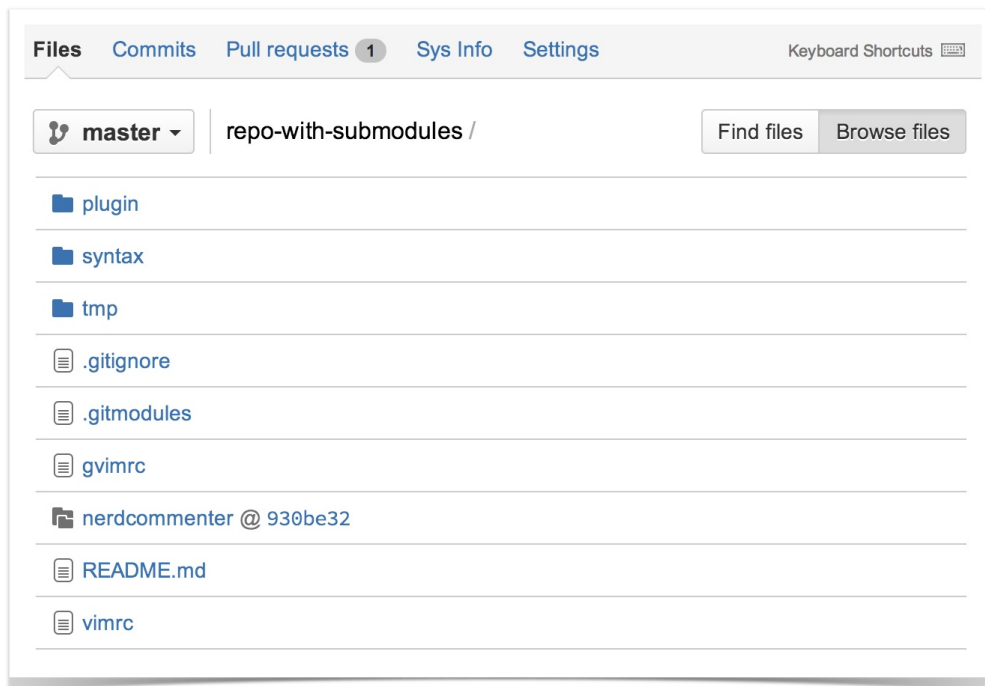 Files Commits Pull requests 1 Sys Info Settings Keyboard Shortcuts
master repo-with-submodules / Find files Browse files
plugin
syntax
tmp
.gitignore
.gitmodules
gvimrc
nerdcommenter @ 930be32
README.md
vimrc